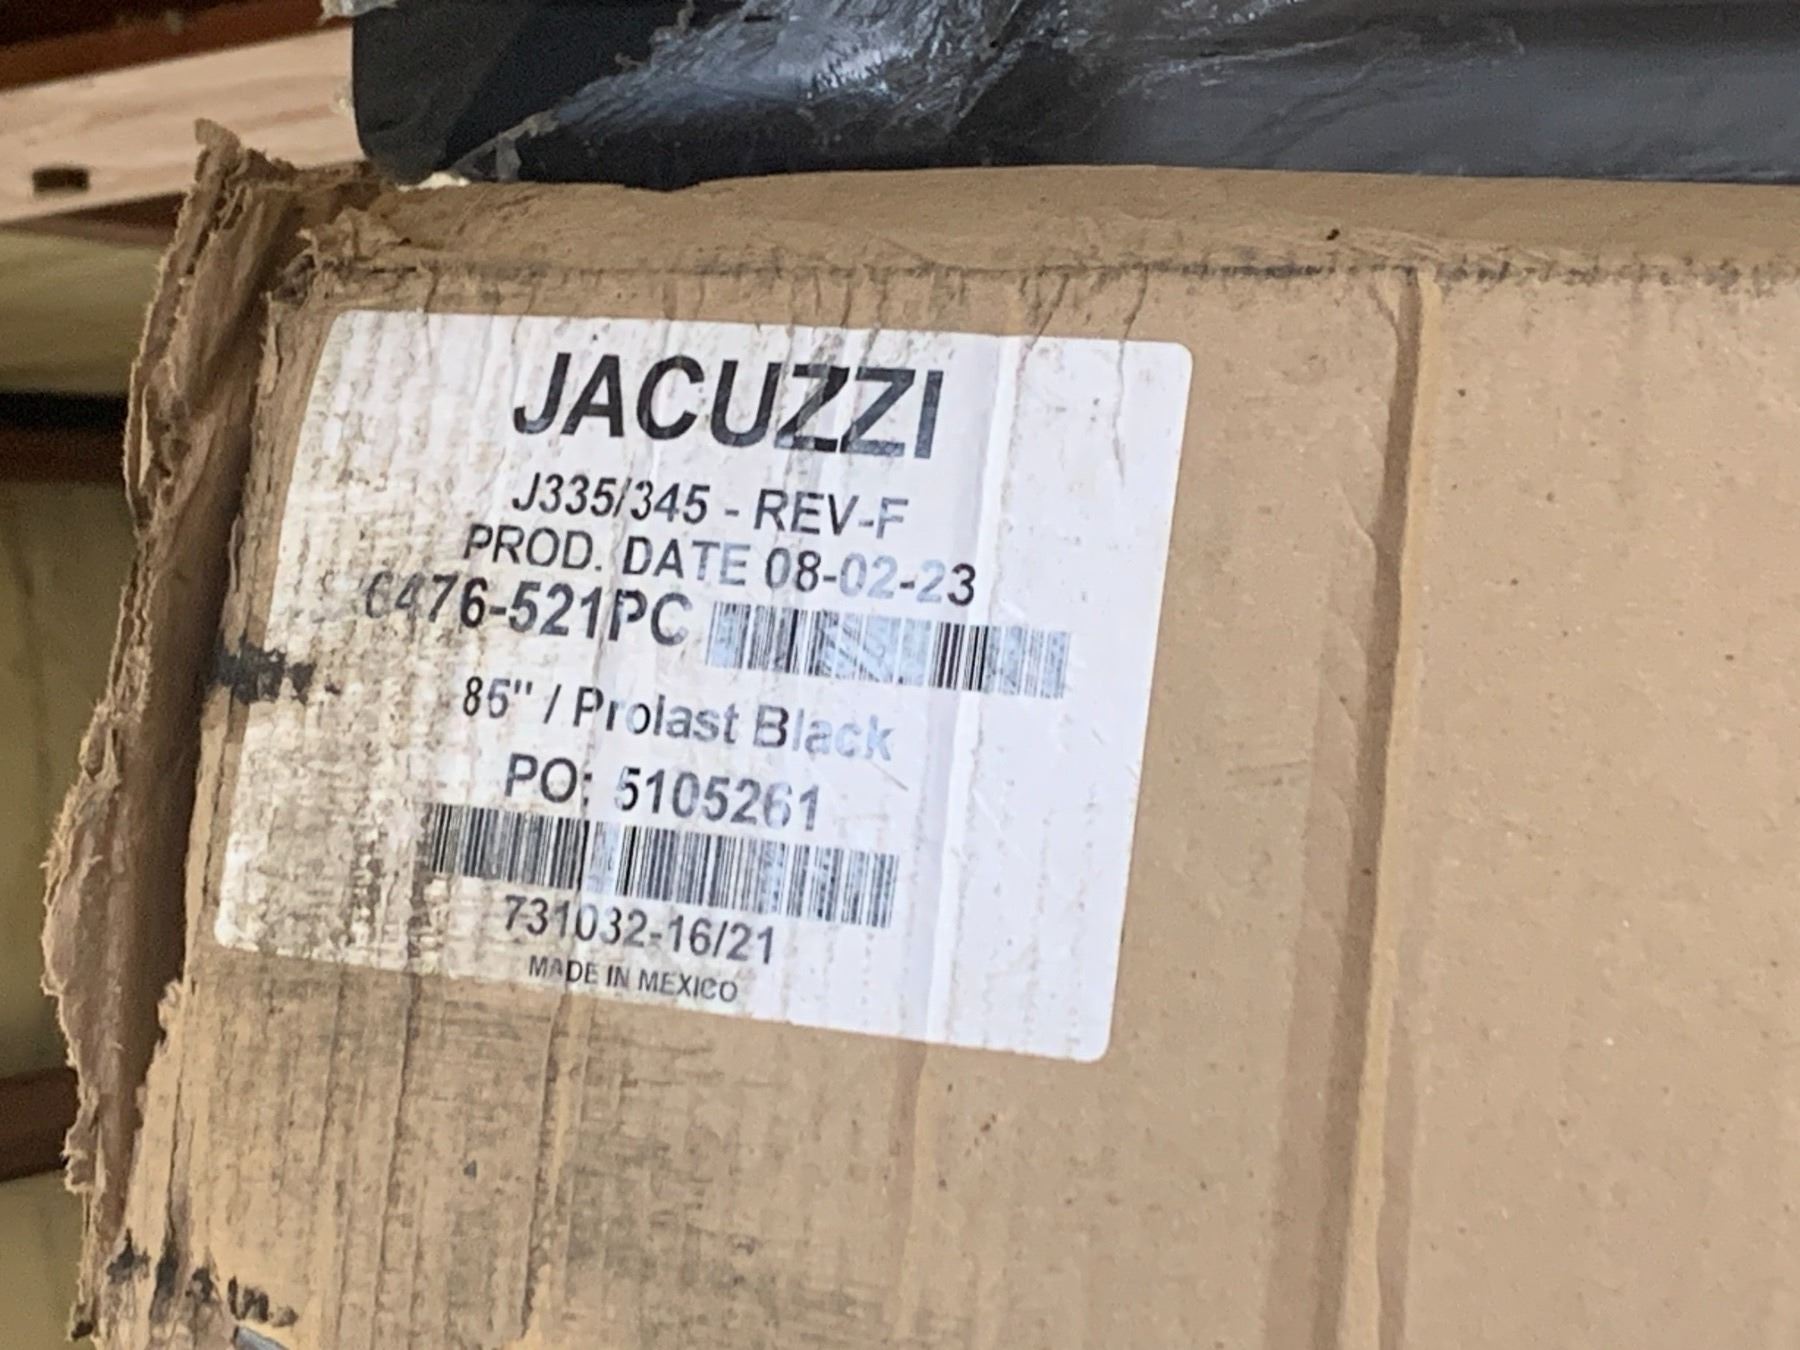 JACUZZI
J335/345 - REV-F
PROD. DATE 08-02-23
6476-521PC
85" / Prolast Black
PO: 5105261
731032-16/21
MADE IN MEXICO